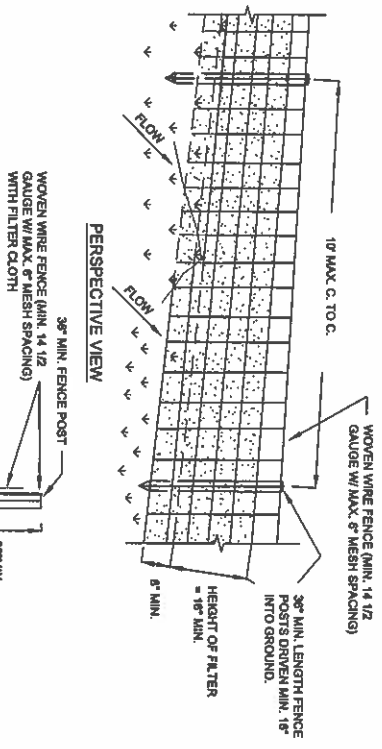 WOVEN WIRE FENCE (MIN. 14 1/2
GAUGE W/ MAX. 6" MESH SPACING)
10' MAX. C. TO C.
36" MIN. LENGTH FENCE
POSTS DRIVEN MIN. 16"
INTO GROUND.
FLOW
FLOW
HEIGHT OF FILTER
= 16" MIN.
6" MIN.
PERSPECTIVE VIEW
36" MIN. FENCE POST
WOVEN WIRE FENCE (MIN. 14 1/2
GAUGE W/ MAX. 6" MESH SPACING)
WITH FILTER CLOTH